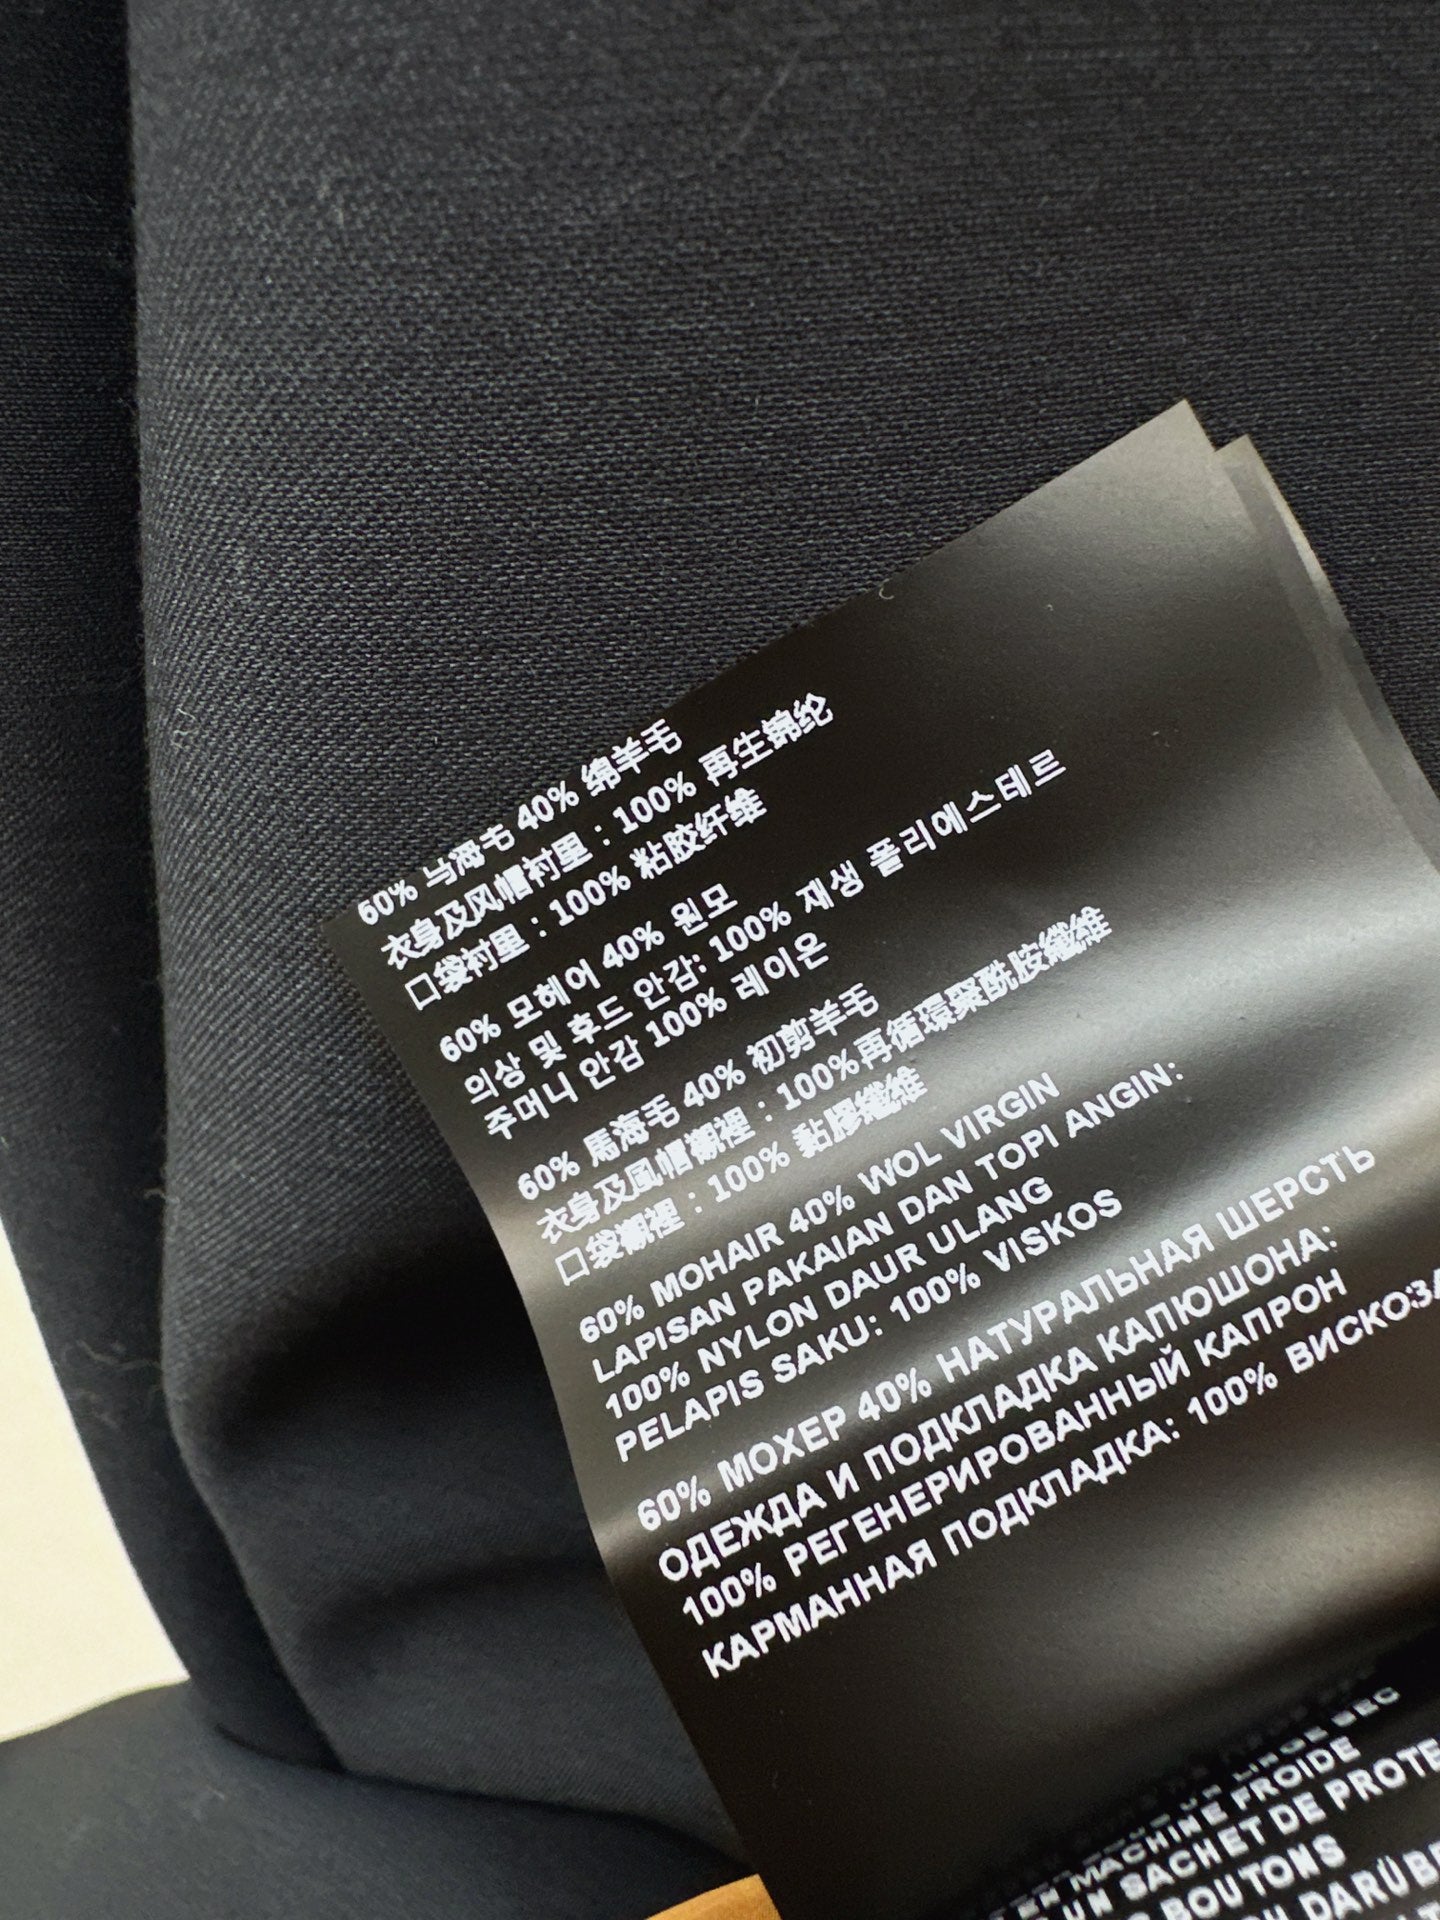 60% 马海毛 40% 绵羊毛
衣身及风帽衬里：100% 再生锦纶
口袋衬里：100% 粘胶纤维
60% 모헤어 40% 원모
의상 및 후드 안감: 100% 재생 폴리에스테르
주머니 안감 100% 레이온
60% 馬海毛 40% 初剪羊毛
衣身及風帽襯裡：100%再循環聚酰胺纖維
口袋襯裡：100% 黏膠纖維
60% MOHAIR 40% WOL VIRGIN
LAPISAN PAKAIAN DAN TOPI ANGIN:
100% NYLON DAUR ULANG
PELAPIS SAKU: 100% VISKOS
60% МОХЕР 40% НАТУРАЛЬНАЯ ШЕРСТЬ
ОДЕЖДА И ПОДКЛАДКА КАПЮШОНА:
100% РЕГЕНЕРИРОВАННЫЙ КАПРОН
КАРМАННАЯ ПОДКЛАДКА: 100% ВИСКОЗА
LINGE SEC
EN MACHINE FROIDE
UN SACHET DE PROTE
BOUTONS
DARÜBE